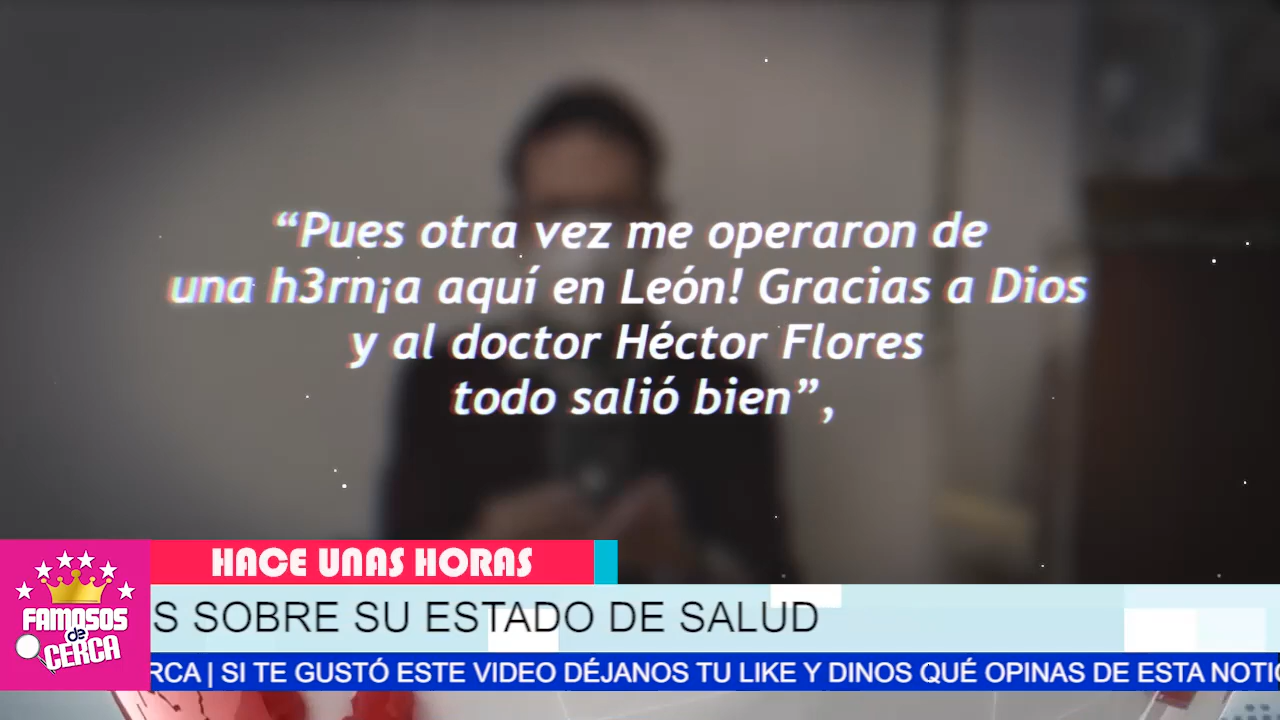 “Pues otra vez me operaron de
una h3rn¡a aquí en León! Gracias a Dios
y al doctor Héctor Flores
todo salió bien”,
HACE UNAS HORAS
S SOBRE SU ESTADO DE SALUD
FAMOSOS
de
CERCA
RCA | SI TE GUSTÓ ESTE VIDEO DÉJANOS TU LIKE Y DINOS QUÉ OPINAS DE ESTA NOTIC